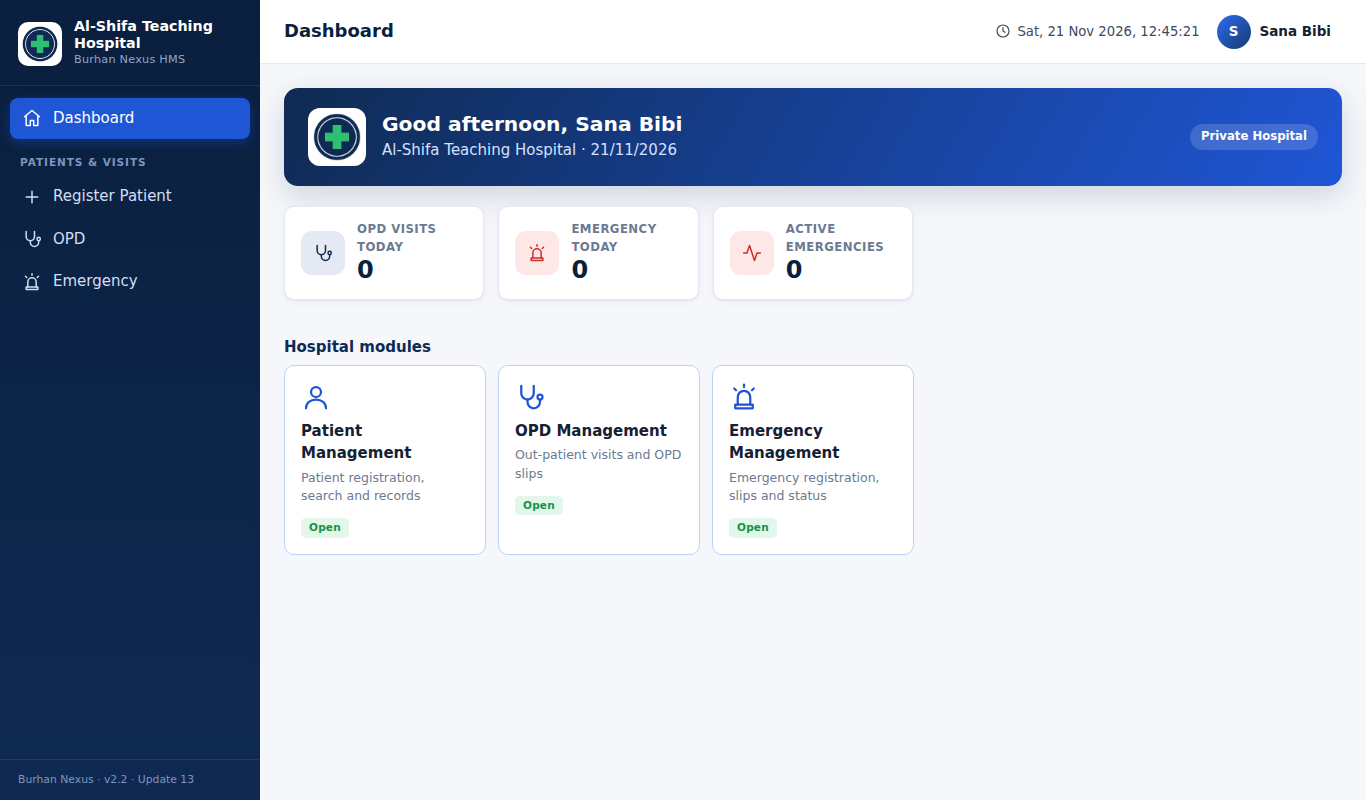 Al-Shifa Teaching
Hospital
Burhan Nexus HMS
Dashboard
PATIENTS & VISITS
Register Patient
OPD
Emergency
Burhan Nexus · v2.2 · Update 13
Dashboard
Sat, 21 Nov 2026, 12:45:21
S
Sana Bibi
Good afternoon, Sana Bibi
Al-Shifa Teaching Hospital · 21/11/2026
Private Hospital
OPD VISITS
TODAY
0
EMERGENCY
TODAY
0
ACTIVE
EMERGENCIES
0
Hospital modules
Patient
Management
Patient registration,
search and records
Open
OPD Management
Out-patient visits and OPD
slips
Open
Emergency
Management
Emergency registration,
slips and status
Open